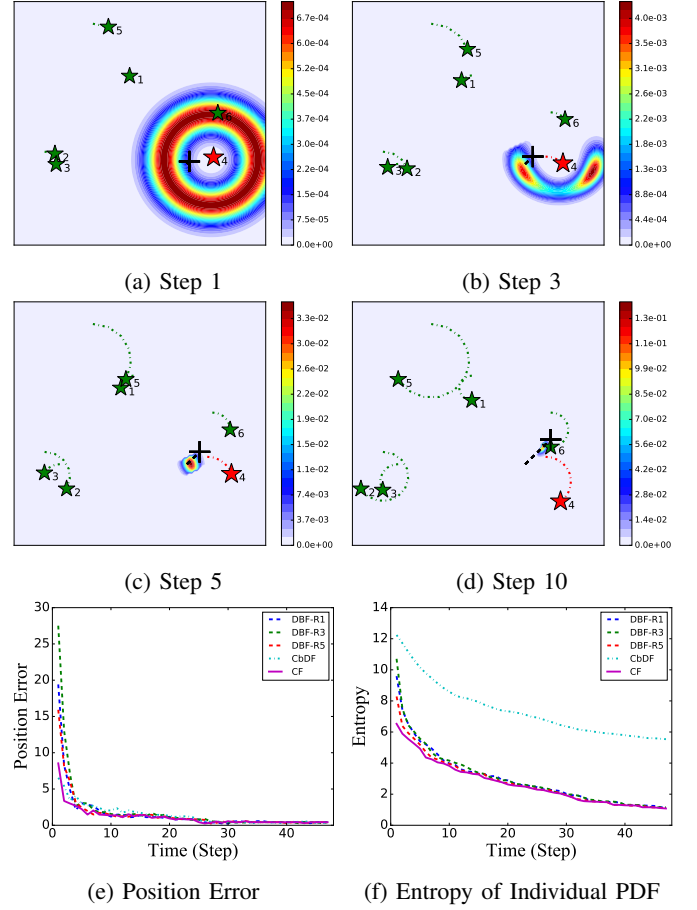 5
1
6
2
3
4
6.7e-04
6.0e-04
5.2e-04
4.5e-04
3.7e-04
3.0e-04
2.2e-04
1.5e-04
7.5e-05
0.0e+00
(a) Step 1
5
1
6
3
2
4
4.0e-03
3.5e-03
3.1e-03
2.6e-03
2.2e-03
1.8e-03
1.3e-03
8.8e-04
4.4e-04
0.0e+00
(b) Step 3
5
1
6
3
2
4
3.3e-02
2.9e-02
2.6e-02
2.2e-02
1.8e-02
1.5e-02
1.1e-02
7.4e-03
3.7e-03
0.0e+00
(c) Step 5
5
1
6
2
3
4
1.3e-01
1.1e-01
9.9e-02
8.5e-02
7.1e-02
5.7e-02
4.2e-02
2.8e-02
1.4e-02
0.0e+00
(d) Step 10
30
25
20
15
10
5
0
Position Error
0 10 20 30 40
Time (Step)
DBF-R1
DBF-R3
DBF-R5
CbDF
CF
(e) Position Error
14
12
10
8
6
4
2
0
Entropy
0 10 20 30 40
Time (Step)
DBF-R1
DBF-R3
DBF-R5
CbDF
CF
(f) Entropy of Individual PDF